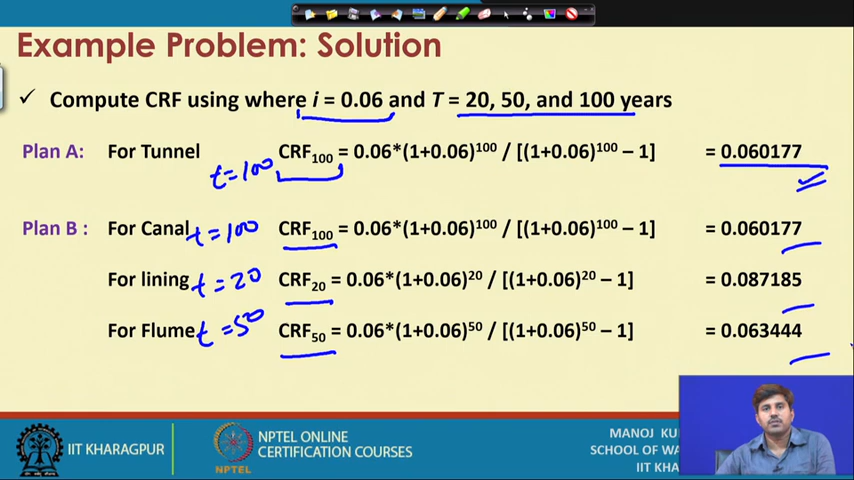 Example Problem: Solution
✓ Compute CRF using where i = 0.06 and T = 20, 50, and 100 years
Plan A: For Tunnel CRF₁₀₀ = 0.06*(1+0.06)¹⁰⁰ / [(1+0.06)¹⁰⁰ – 1] = 0.060177
t=100
Plan B : For Canal t=100 CRF₁₀₀ = 0.06*(1+0.06)¹⁰⁰ / [(1+0.06)¹⁰⁰ – 1] = 0.060177
For lining t=20 CRF₂₀ = 0.06*(1+0.06)²⁰ / [(1+0.06)²⁰ – 1] = 0.087185
For Flume t=50 CRF₅₀ = 0.06*(1+0.06)⁵⁰ / [(1+0.06)⁵⁰ – 1] = 0.063444
IIT KHARAGPUR
NPTEL
NPTEL ONLINE
CERTIFICATION COURSES
MANOJ
SCHOOL OF
IIT